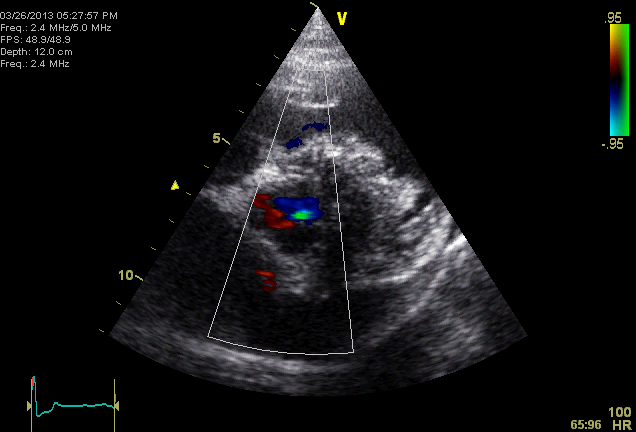 03/26/2013 05:27:57 PM
Freq.: 2.4 MHz/5.0 MHz
FPS: 48.9/48.9
Depth: 12.0 cm
Freq.: 2.4 MHz
V
.95
-.95
5
10
100
65:96 HR